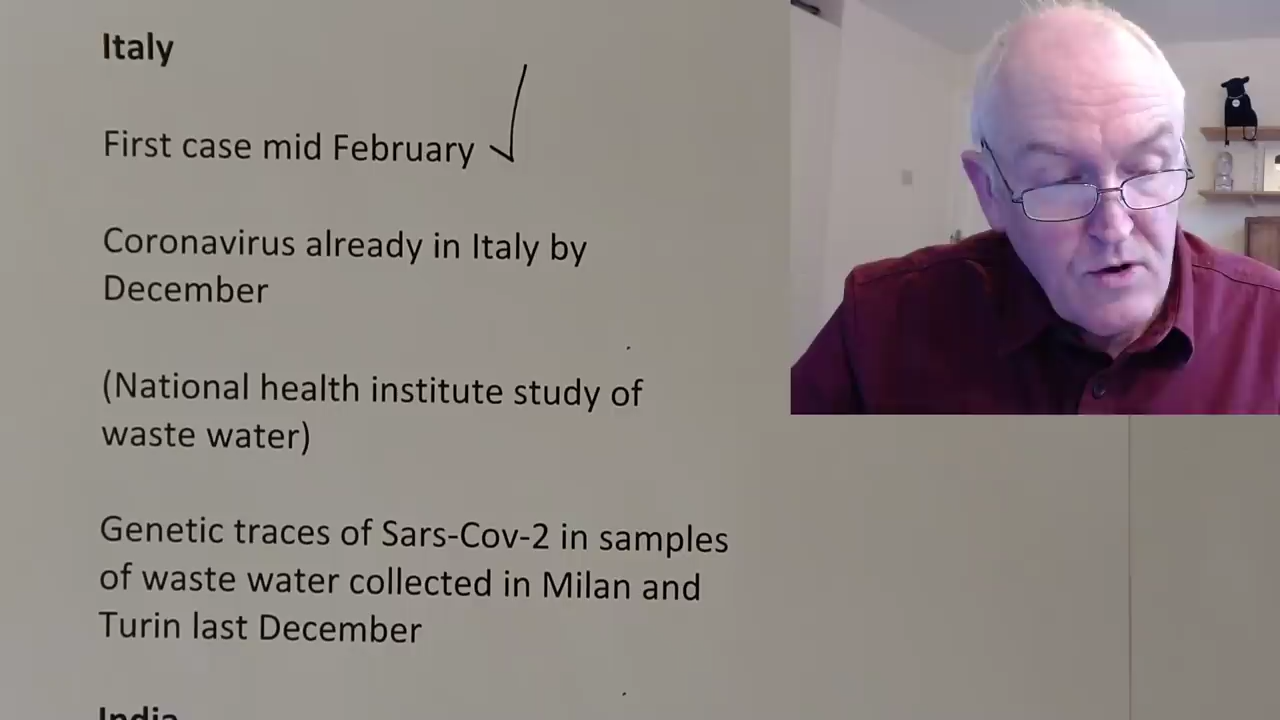 Italy
First case mid February
Coronavirus already in Italy by
December
(National health institute study of
waste water)
Genetic traces of Sars-Cov-2 in samples
of waste water collected in Milan and
Turin last December
India